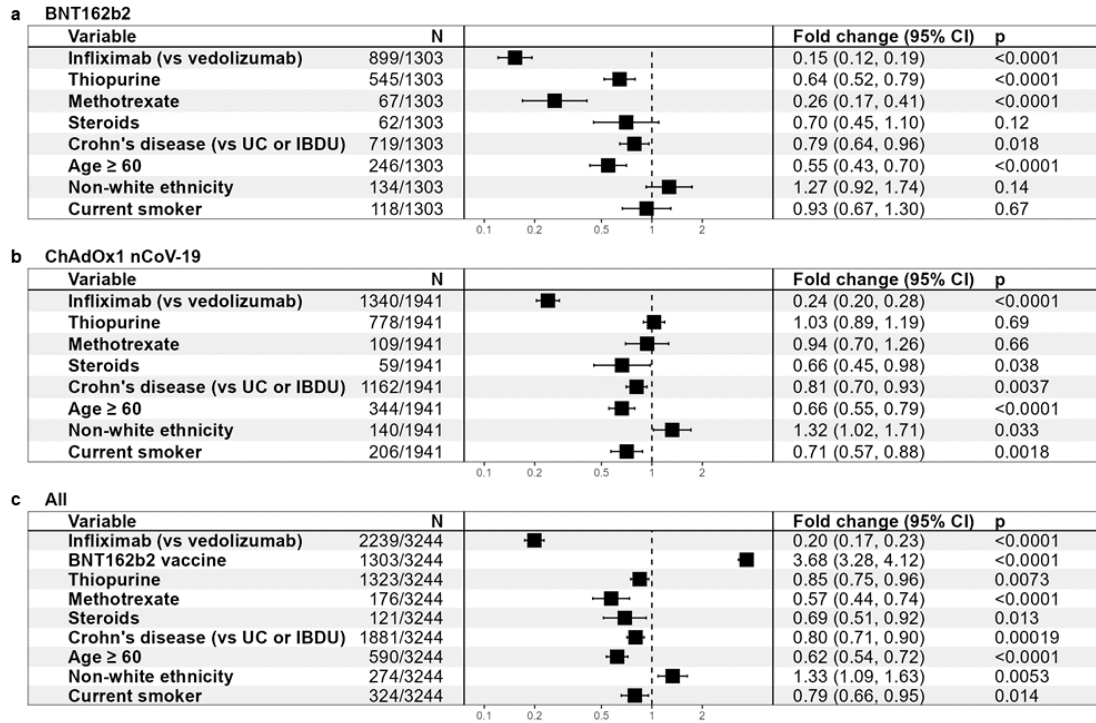 a BNT162b2
Variable N Fold change (95% CI) p
Infliximab (vs vedolizumab) 899/1303 0.15 (0.12, 0.19) <0.0001
Thiopurine 545/1303 0.64 (0.52, 0.79) <0.0001
Methotrexate 67/1303 0.26 (0.17, 0.41) <0.0001
Steroids 62/1303 0.70 (0.45, 1.10) 0.12
Crohn's disease (vs UC or IBDU) 719/1303 0.79 (0.64, 0.96) 0.018
Age ≥ 60 246/1303 0.55 (0.43, 0.70) <0.0001
Non-white ethnicity 134/1303 1.27 (0.92, 1.74) 0.14
Current smoker 118/1303 0.93 (0.67, 1.30) 0.67
0.1 0.2 0.5 1 2
b ChAdOx1 nCoV-19
Variable N Fold change (95% CI) p
Infliximab (vs vedolizumab) 1340/1941 0.24 (0.20, 0.28) <0.0001
Thiopurine 778/1941 1.03 (0.89, 1.19) 0.69
Methotrexate 109/1941 0.94 (0.70, 1.26) 0.66
Steroids 59/1941 0.66 (0.45, 0.98) 0.038
Crohn's disease (vs UC or IBDU) 1162/1941 0.81 (0.70, 0.93) 0.0037
Age ≥ 60 344/1941 0.66 (0.55, 0.79) <0.0001
Non-white ethnicity 140/1941 1.32 (1.02, 1.71) 0.033
Current smoker 206/1941 0.71 (0.57, 0.88) 0.0018
0.1 0.2 0.5 1 2
c All
Variable N Fold change (95% CI) p
Infliximab (vs vedolizumab) 2239/3244 0.20 (0.17, 0.23) <0.0001
BNT162b2 vaccine 1303/3244 3.68 (3.28, 4.12) <0.0001
Thiopurine 1323/3244 0.85 (0.75, 0.96) 0.0073
Methotrexate 176/3244 0.57 (0.44, 0.74) <0.0001
Steroids 121/3244 0.69 (0.51, 0.92) 0.013
Crohn's disease (vs UC or IBDU) 1881/3244 0.80 (0.71, 0.90) 0.00019
Age ≥ 60 590/3244 0.62 (0.54, 0.72) <0.0001
Non-white ethnicity 274/3244 1.33 (1.09, 1.63) 0.0053
Current smoker 324/3244 0.79 (0.66, 0.95) 0.014
0.1 0.2 0.5 1 2